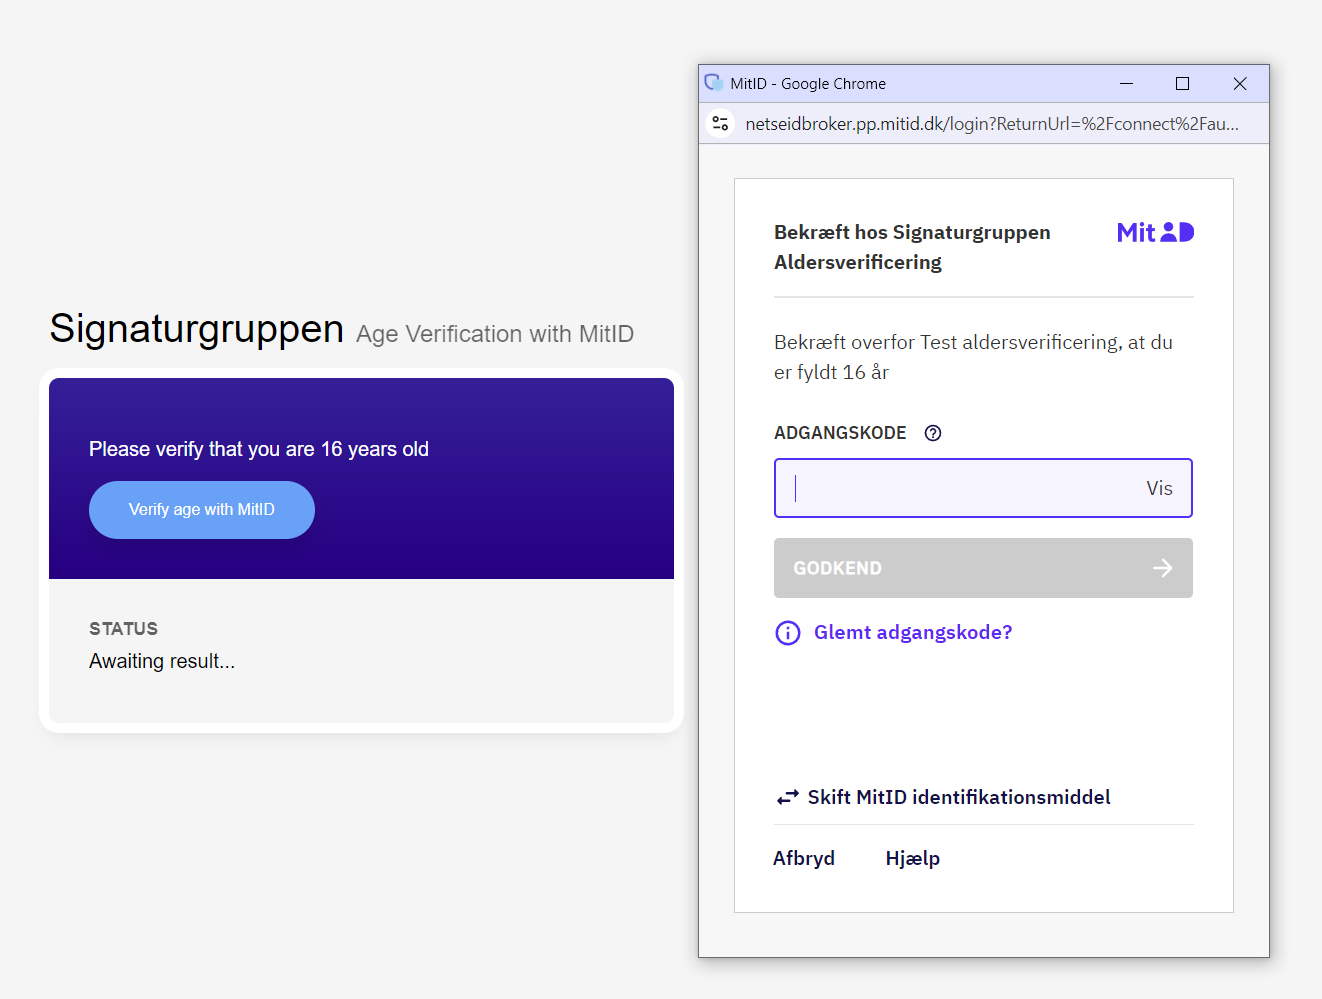 Signaturgruppen Age Verification with MitID
Please verify that you are 16 years old
Verify age with MitID
STATUS
Awaiting result...
MitID - Google Chrome
netseidbroker.pp.mitid.dk/login?ReturnUrl=%2Fconnect%2Fau...
Bekræft hos Signaturgruppen
Aldersverificering
MitID
Bekræft overfor Test aldersverificering, at du
er fyldt 16 år
ADGANGSKODE
Vis
GODKEND
Glemt adgangskode?
Skift MitID identifikationsmiddel
Afbryd Hjælp